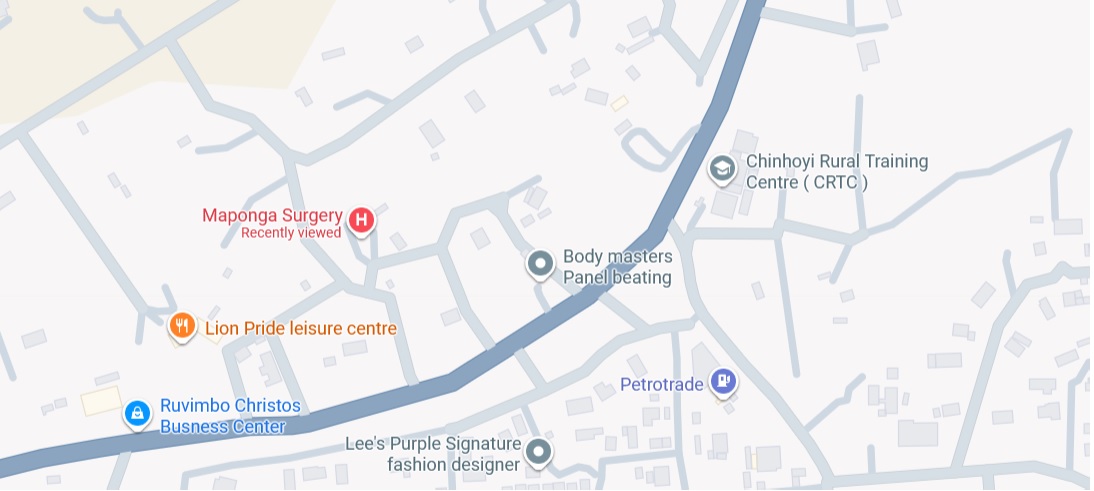 Chinhoyi Rural Training
Centre ( CRTC )
Maponga Surgery
Recently viewed
H
Body masters
Panel beating
Lion Pride leisure centre
Petrotrade
Ruvimbo Christos
Busness Center
Lee's Purple Signature
fashion designer